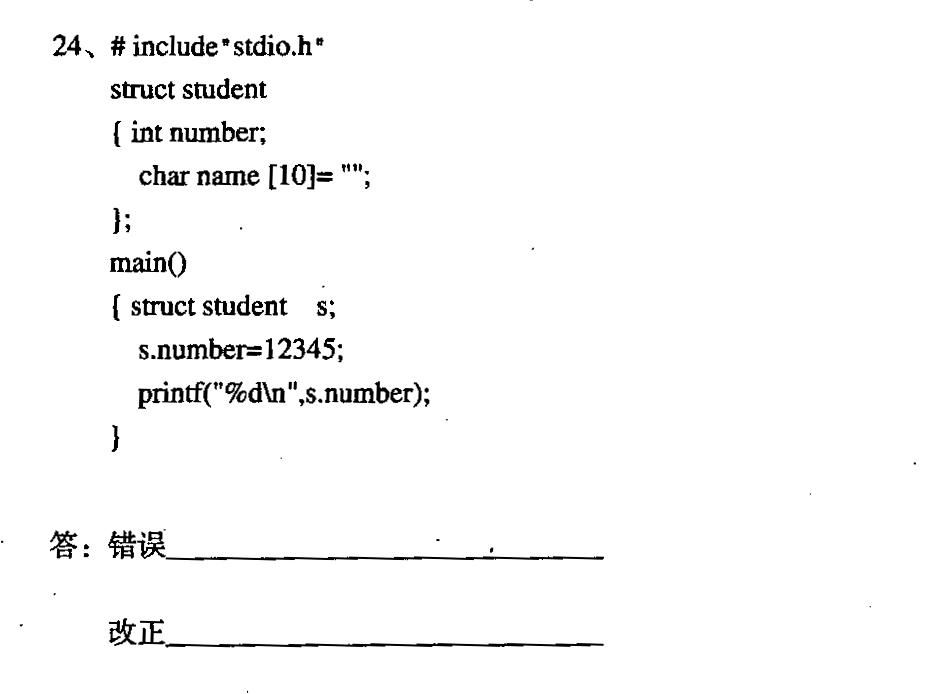 24、# include"stdio.h"
struct student
{ int number;
char name [10]= "";
};
main()
{ struct student s;
s.number=12345;
printf("%d\n",s.number);
}
答：错误____________________
改正____________________